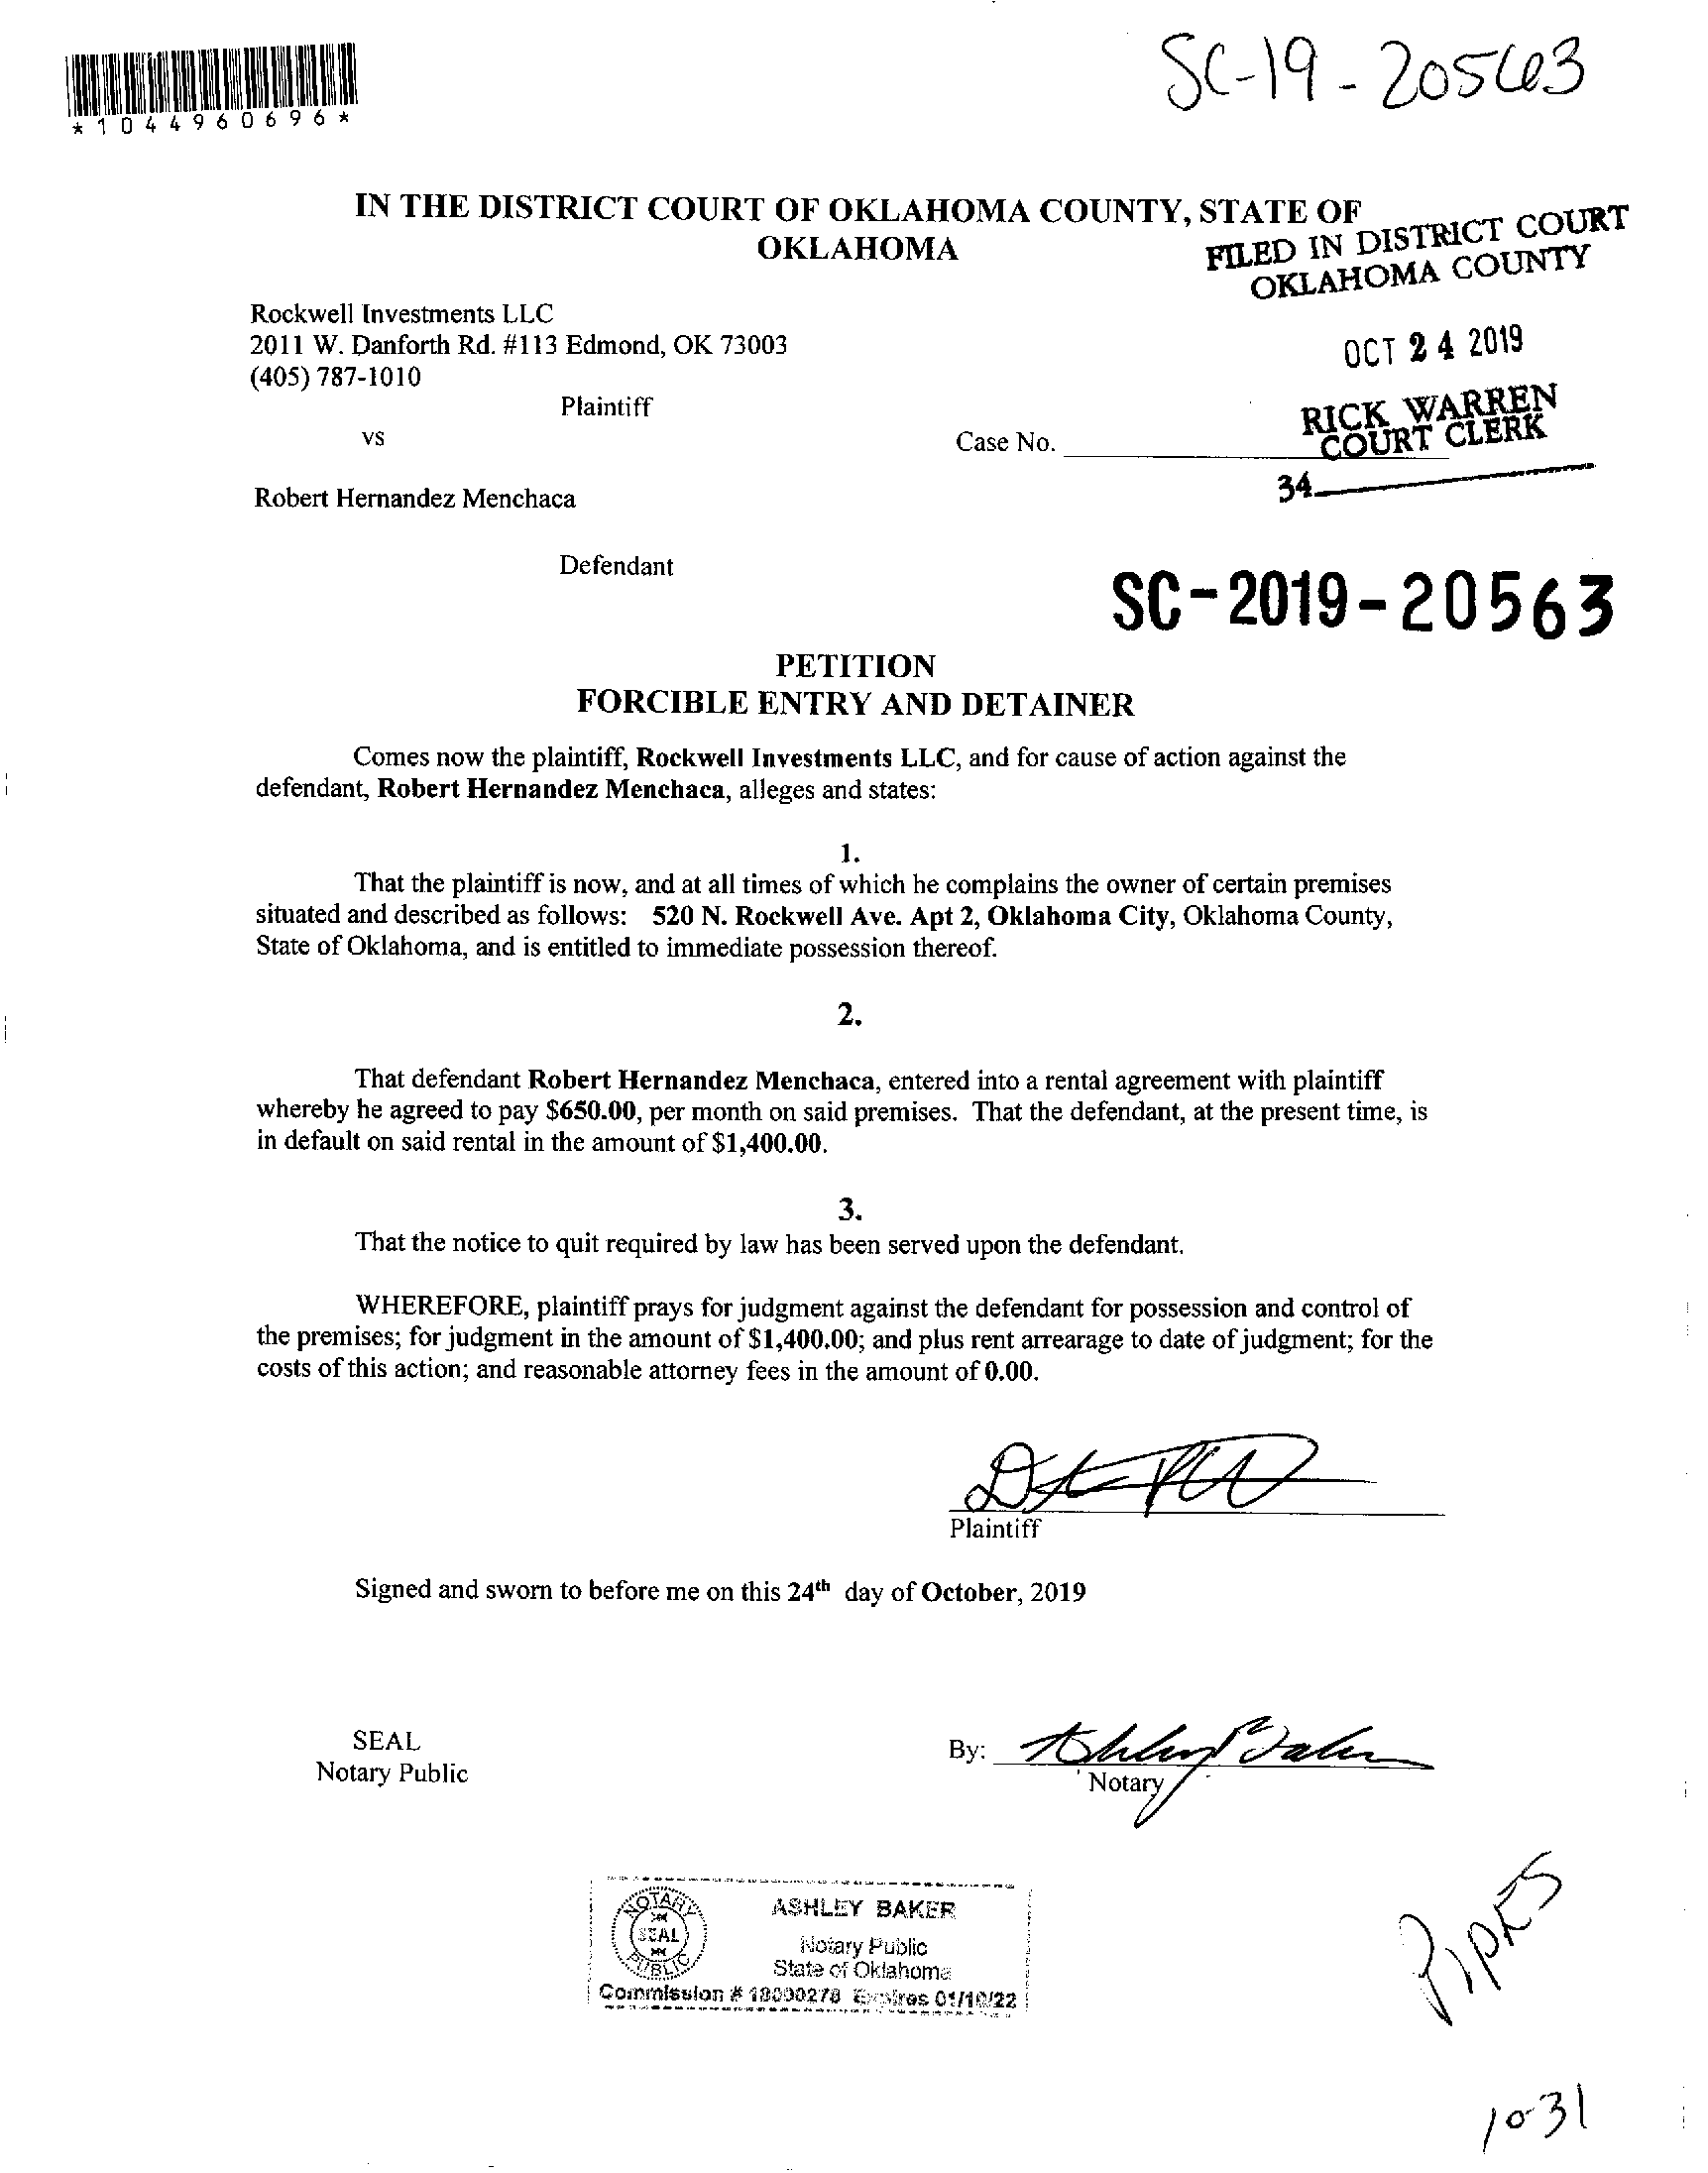 *1044960696*
SC-19-20563
IN THE DISTRICT COURT OF OKLAHOMA COUNTY, STATE OF
OKLAHOMA
FILED IN DISTRICT COURT
OKLAHOMA COUNTY
Rockwell Investments LLC
2011 W. Danforth Rd. #113 Edmond, OK 73003
(405) 787-1010
OCT 24 2019
Plaintiff
RICK WARREN
COURT CLERK
vs
Case No.
34
Robert Hernandez Menchaca
Defendant
SC-2019-20563
PETITION
FORCIBLE ENTRY AND DETAINER
Comes now the plaintiff, Rockwell Investments LLC, and for cause of action against the
defendant, Robert Hernandez Menchaca, alleges and states:
1.
That the plaintiff is now, and at all times of which he complains the owner of certain premises
situated and described as follows: 520 N. Rockwell Ave. Apt 2, Oklahoma City, Oklahoma County,
State of Oklahoma, and is entitled to immediate possession thereof.
2.
That defendant Robert Hernandez Menchaca, entered into a rental agreement with plaintiff
whereby he agreed to pay $650.00, per month on said premises. That the defendant, at the present time, is
in default on said rental in the amount of $1,400.00.
3.
That the notice to quit required by law has been served upon the defendant.
WHEREFORE, plaintiff prays for judgment against the defendant for possession and control of
the premises; for judgment in the amount of $1,400.00; and plus rent arrearage to date of judgment; for the
costs of this action; and reasonable attorney fees in the amount of 0.00.
Plaintiff
Signed and sworn to before me on this 24th day of October, 2019
SEAL
Notary Public
By: Ashley Baker
Notary
NOTARY
SEAL
PUBLIC
ASHLEY BAKER
Notary Public
State of Oklahoma
Commission # 18000278 Expires 01/10/22
Pipkes
10-31